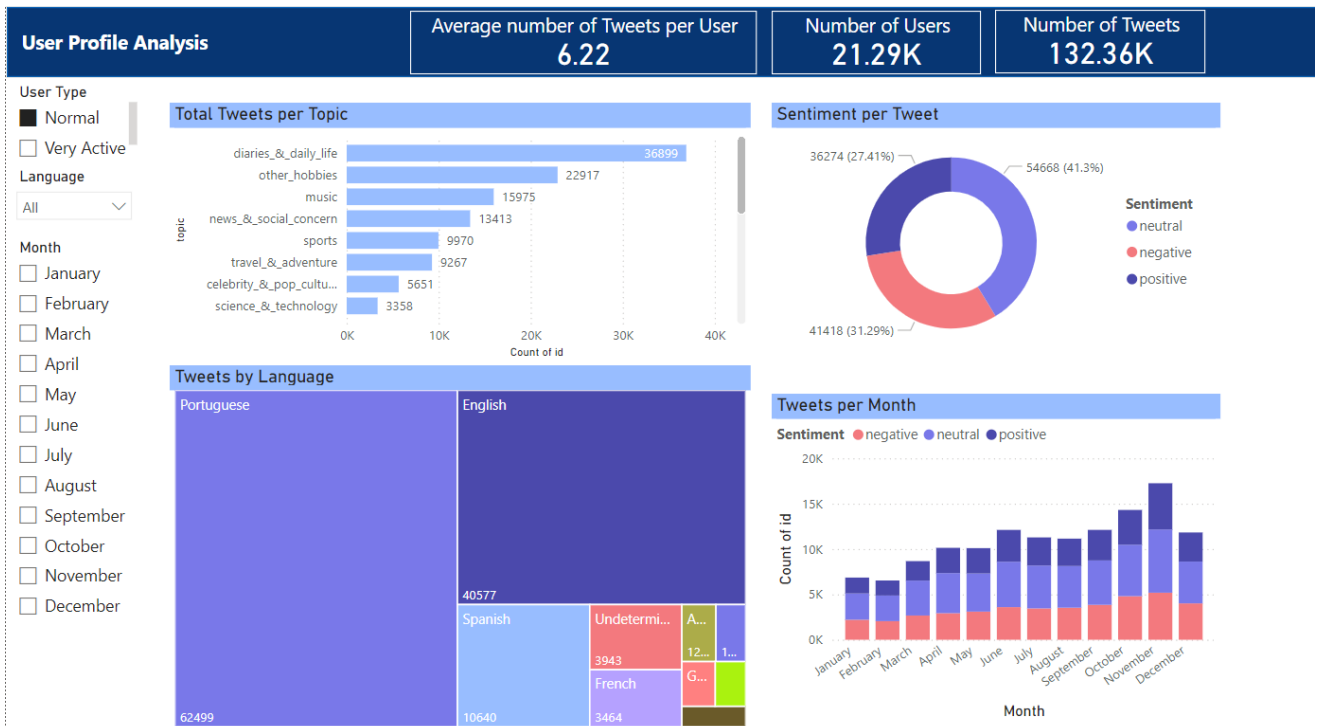 User Profile Analysis
Average number of Tweets per User
6.22
Number of Users
21.29K
Number of Tweets
132.36K
User Type
Normal
Very Active
Language
All
Month
January
February
March
April
May
June
July
August
September
October
November
December
Total Tweets per Topic
topic
diaries_&_daily_life 36899
other_hobbies 22917
music 15975
news_&_social_concern 13413
sports 9970
travel_&_adventure 9267
celebrity_&_pop_cultu... 5651
science_&_technology 3358
0K 10K 20K 30K 40K
Count of id
Sentiment per Tweet
36274 (27.41%)
54668 (41.3%)
41418 (31.29%)
Sentiment
neutral
negative
positive
Tweets by Language
Portuguese
62499
English
40577
Spanish
10640
Undetermi...
3943
French
3464
A...
12...
1...
G...
Tweets per Month
Sentiment negative neutral positive
Count of id
20K
15K
10K
5K
0K
January February March April May June July August September October November December
Month